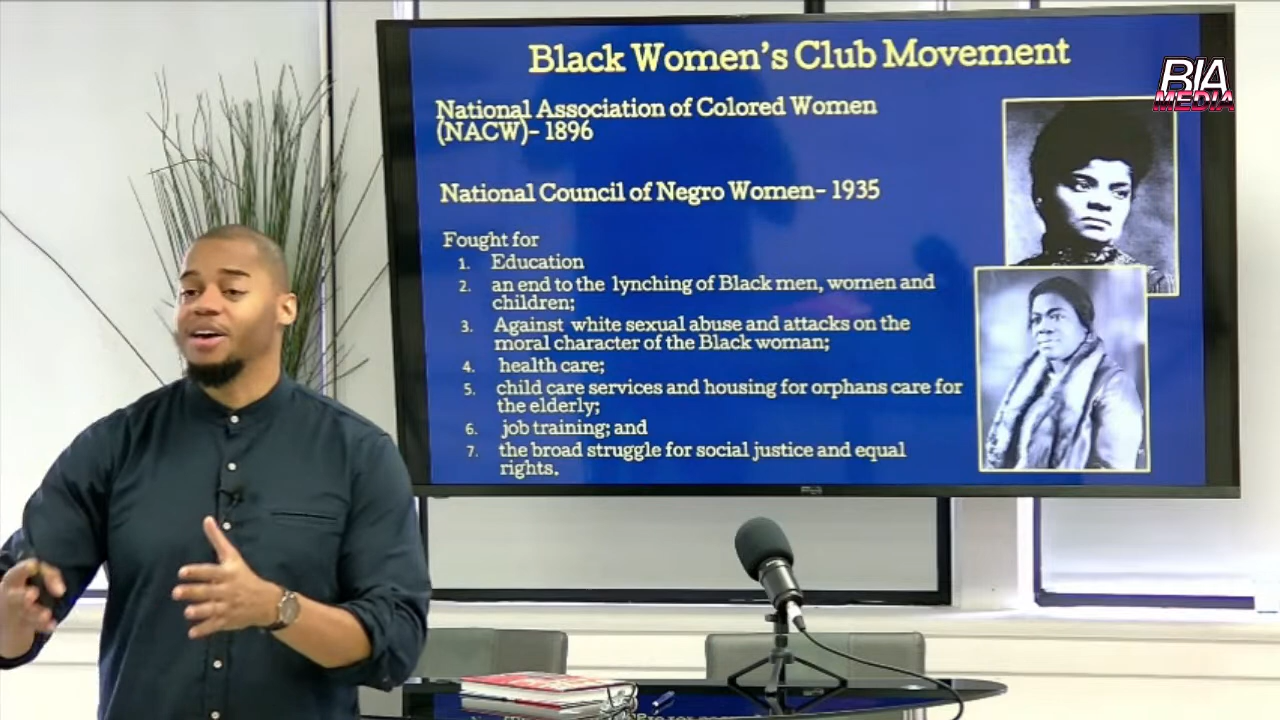 Black Women's Club Movement
BIA
MEDIA
National Association of Colored Women
(NACW)- 1896
National Council of Negro Women- 1935
Fought for
1. Education
2. an end to the lynching of Black men, women and
children;
3. Against white sexual abuse and attacks on the
moral character of the Black woman;
4. health care;
5. child care services and housing for orphans care for
the elderly;
6. job training; and
7. the broad struggle for social justice and equal
rights.